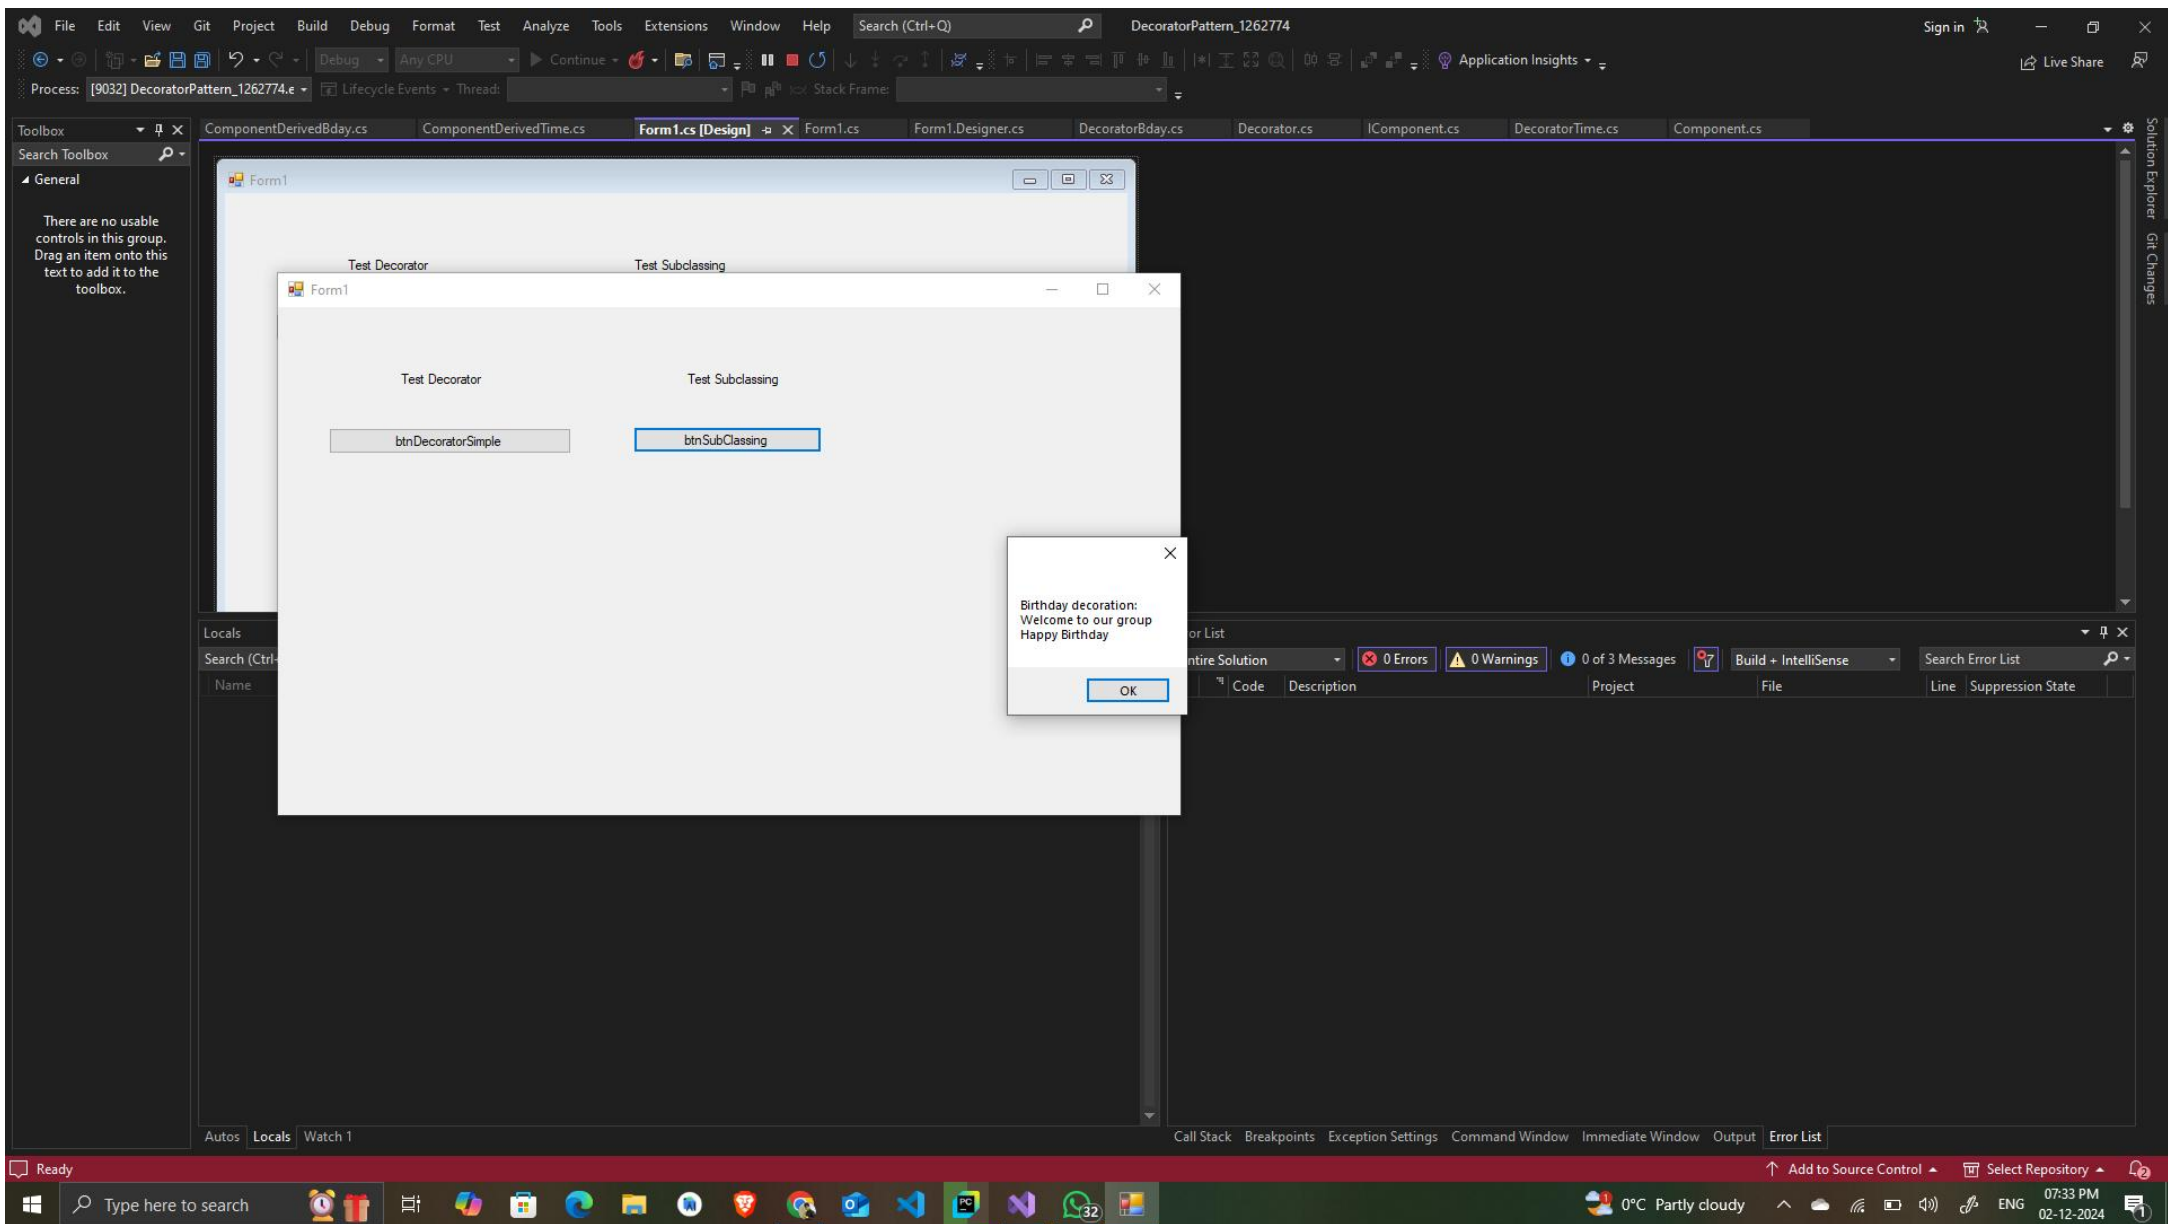 File Edit View Git Project Build Debug Format Test Analyze Tools Extensions Window Help Search (Ctrl+Q) DecoratorPattern_1262774 Sign in
Debug Any CPU Continue Application Insights Live Share
Process: [9032] DecoratorPattern_1262774.e Lifecycle Events Thread: Stack Frame:
Toolbox
Search Toolbox
General
There are no usable
controls in this group.
Drag an item onto this
text to add it to the
toolbox.
ComponentDerivedBday.cs ComponentDerivedTime.cs Form1.cs [Design] Form1.cs Form1.Designer.cs DecoratorBday.cs Decorator.cs IComponent.cs DecoratorTime.cs Component.cs
Solution Explorer
Git Changes
Form1
Test Decorator Test Subclassing
Form1
Test Decorator Test Subclassing
btnDecoratorSimple btnSubClassing
Birthday decoration:
Welcome to our group
Happy Birthday
OK
Locals
Search (Ctrl+
Name
or List
ntire Solution 0 Errors 0 Warnings 0 of 3 Messages Build + IntelliSense Search Error List
Code Description Project File Line Suppression State
Autos Locals Watch 1
Call Stack Breakpoints Exception Settings Command Window Immediate Window Output Error List
Ready Add to Source Control Select Repository 2
Type here to search 32 0°C Partly cloudy ENG 07:33 PM
02-12-2024 1